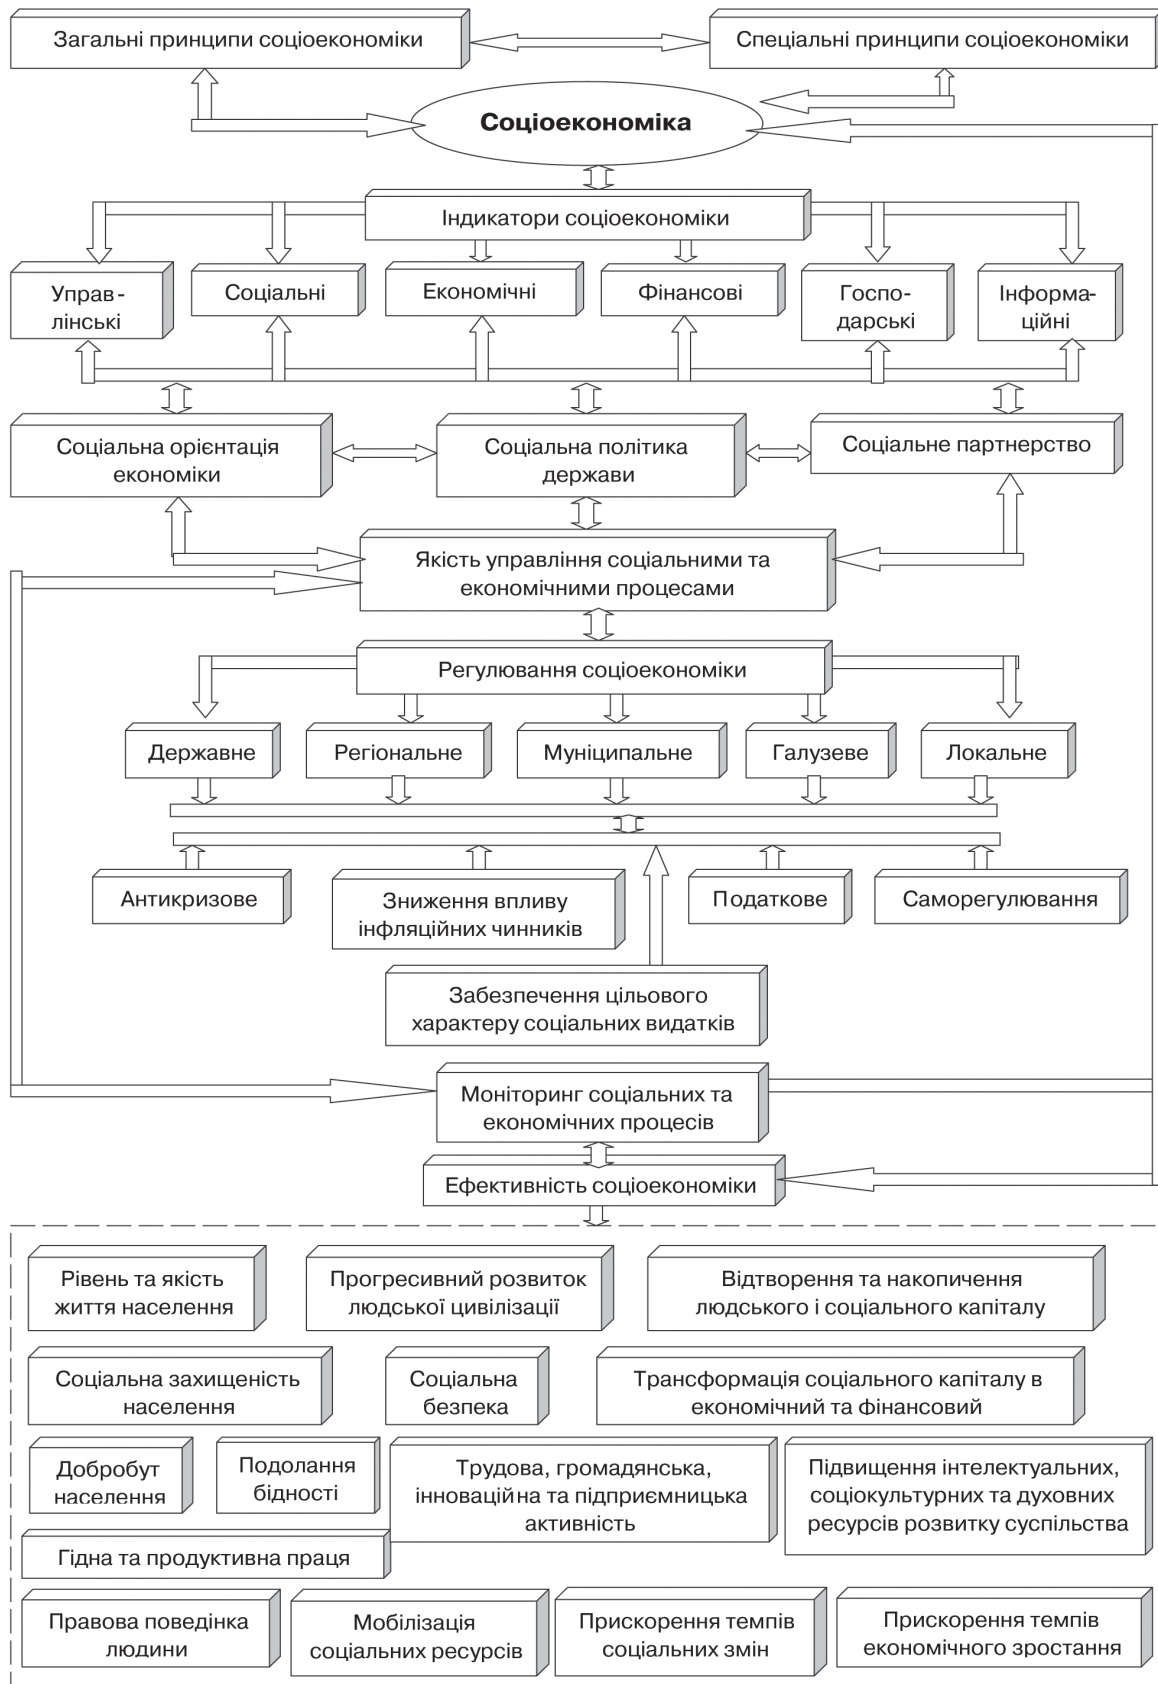 Загальні принципи соціоекономіки
Спеціальні принципи соціоекономіки
Соціоекономіка
Індикатори соціоекономіки
Управ-
лінські
Соціальні
Економічні
Фінансові
Госпо-
дарські
Інформа-
ційні
Соціальна орієнтація
економіки
Соціальна політика
держави
Соціальне партнерство
Якість управління соціальними та
економічними процесами
Регулювання соціоекономіки
Державне
Регіональне
Муніципальне
Галузеве
Локальне
Антикризове
Зниження впливу
інфляційних чинників
Податкове
Саморегулювання
Забезпечення цільового
характеру соціальних видатків
Моніторинг соціальних та
економічних процесів
Ефективність соціоекономіки
Рівень та якість
життя населення
Прогресивний розвиток
людської цивілізації
Відтворення та накопичення
людського і соціального капіталу
Соціальна захищеність
населення
Соціальна
безпека
Трансформація соціального капіталу в
економічний та фінансовий
Добробут
населення
Подолання
бідності
Трудова, громадянська,
інноваційна та підприємницька
активність
Підвищення інтелектуальних,
соціокультурних та духовних
ресурсів розвитку суспільства
Гідна та продуктивна праця
Правова поведінка
людини
Мобілізація
соціальних ресурсів
Прискорення темпів
соціальних змін
Прискорення темпів
економічного зростання